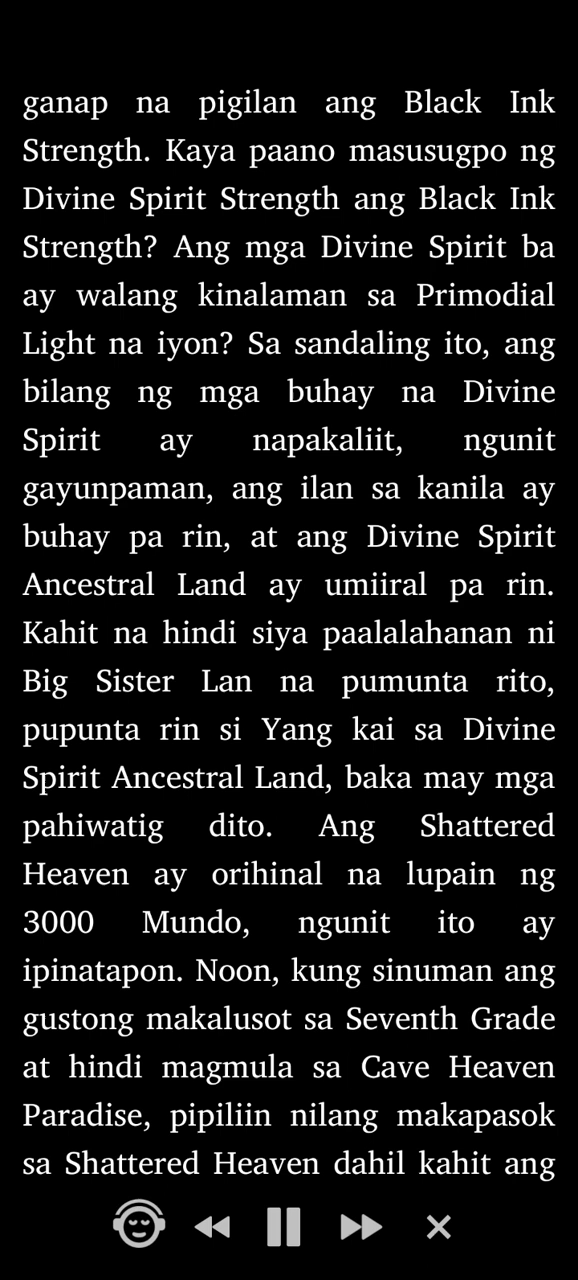 ganap na pigilan ang Black Ink
Strength. Kaya paano masusugpo ng
Divine Spirit Strength ang Black Ink
Strength? Ang mga Divine Spirit ba
ay walang kinalaman sa Primodial
Light na iyon? Sa sandaling ito, ang
bilang ng mga buhay na Divine
Spirit ay napakaliit, ngunit
gayunpaman, ang ilan sa kanila ay
buhay pa rin, at ang Divine Spirit
Ancestral Land ay umiiral pa rin.
Kahit na hindi siya paalalahanan ni
Big Sister Lan na pumunta rito,
pupunta rin si Yang kai sa Divine
Spirit Ancestral Land, baka may mga
pahiwatig dito. Ang Shattered
Heaven ay orihinal na lupain ng
3000 Mundo, ngunit ito ay
ipinatapon. Noon, kung sinuman ang
gustong makalusot sa Seventh Grade
at hindi magmula sa Cave Heaven
Paradise, pipiliin nilang makapasok
sa Shattered Heaven dahil kahit ang